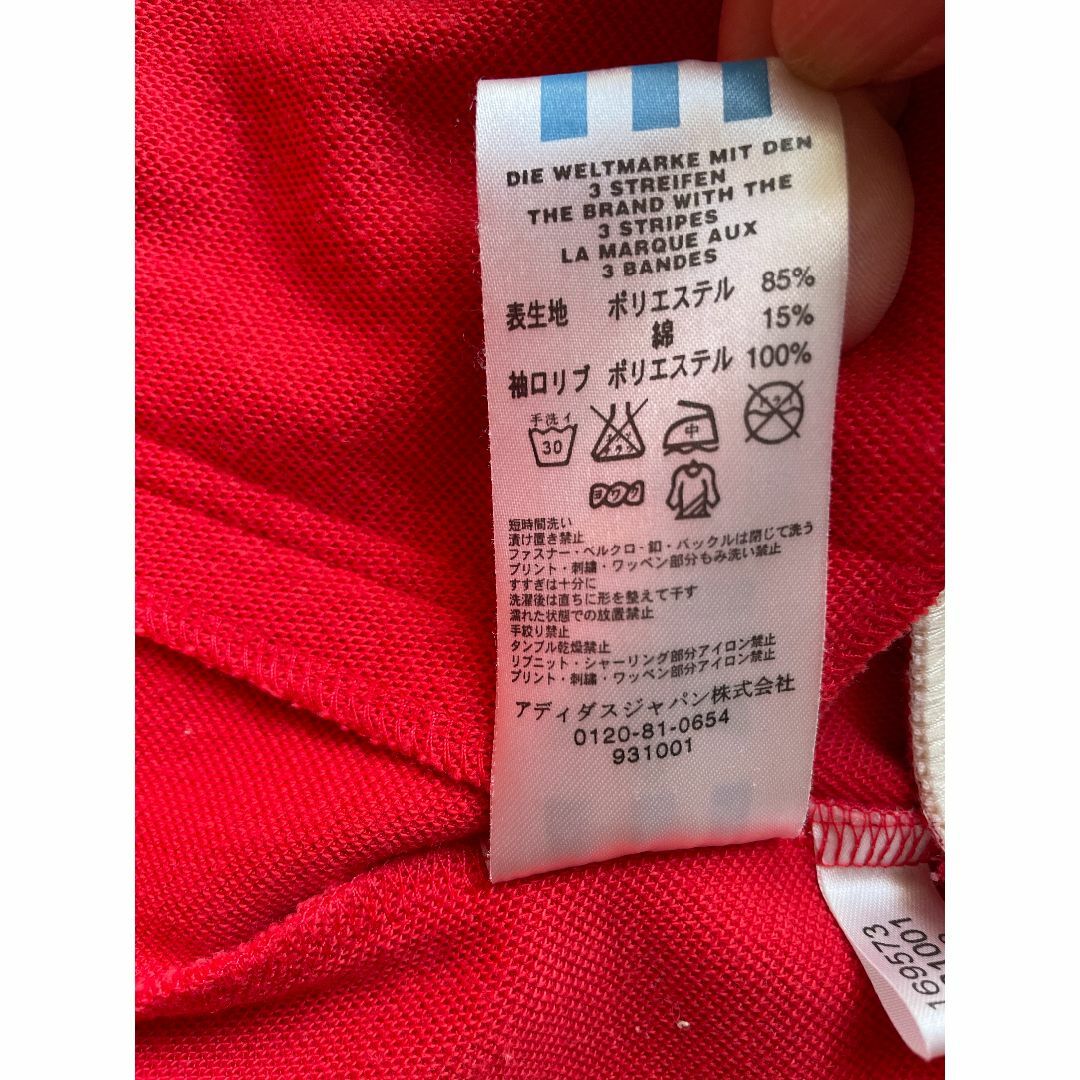 DIE WELTMARKE MIT DEN
3 STREIFEN
THE BRAND WITH THE
3 STRIPES
LA MARQUE AUX
3 BANDES
表生地 ポリエステル 85%
綿 15%
袖口リブ ポリエステル 100%
手洗イ
30
中
ヨワク
短時間洗い
漬け置き禁止
ファスナー・ベルクロ・釦・バックルは閉じて洗う
プリント・刺繍・ワッペン部分もみ洗い禁止
すすぎは十分に
洗濯後は直ちに形を整えて干す
濡れた状態での放置禁止
手絞り禁止
タンブル乾燥禁止
リブニット・シャーリング部分アイロン禁止
プリント・刺繍・ワッペン部分アイロン禁止
アディダスジャパン株式会社
0120-81-0654
931001
169573